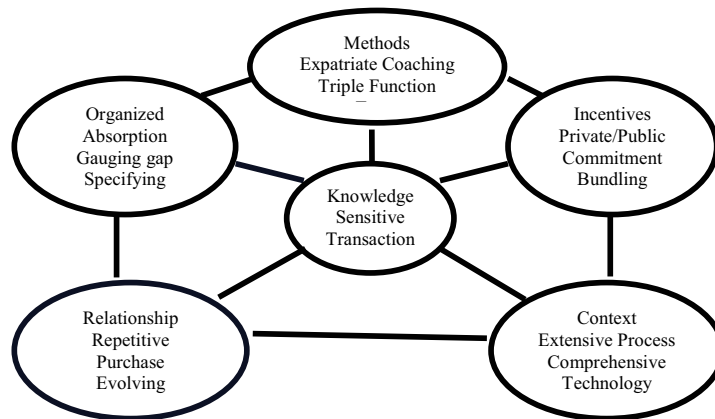 Methods
Expatriate Coaching
Triple Function
Organized
Absorption
Gauging gap
Specifying
Incentives
Private/Public
Commitment
Bundling
Knowledge
Sensitive
Transaction
Relationship
Repetitive
Purchase
Evolving
Context
Extensive Process
Comprehensive
Technology